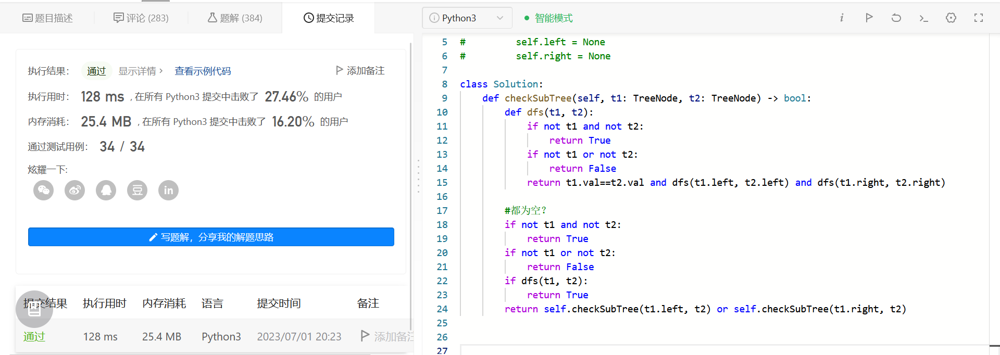 题目描述
评论 (283)
题解 (384)
提交记录
执行结果：
通过
显示详情 >
查看示例代码
添加备注
执行用时： 128 ms , 在所有 Python3 提交中击败了 27.46% 的用户
内存消耗： 25.4 MB , 在所有 Python3 提交中击败了 16.20% 的用户
通过测试用例： 34 / 34
炫耀一下:
豆
in
写题解，分享我的解题思路
提交结果 执行用时 内存消耗 语言 提交时间 备注
通过 128 ms 25.4 MB Python3 2023/07/01 20:23 添加备注
Python3
智能模式
5 #         self.left = None
6 #         self.right = None
7
8 class Solution:
9     def checkSubTree(self, t1: TreeNode, t2: TreeNode) -> bool:
10         def dfs(t1, t2):
11             if not t1 and not t2:
12                 return True
13             if not t1 or not t2:
14                 return False
15             return t1.val==t2.val and dfs(t1.left, t2.left) and dfs(t1.right, t2.right)
16
17         #都为空？
18         if not t1 and not t2:
19             return True
20         if not t1 or not t2:
21             return False
22         if dfs(t1, t2):
23             return True
24         return self.checkSubTree(t1.left, t2) or self.checkSubTree(t1.right, t2)
25
26
27